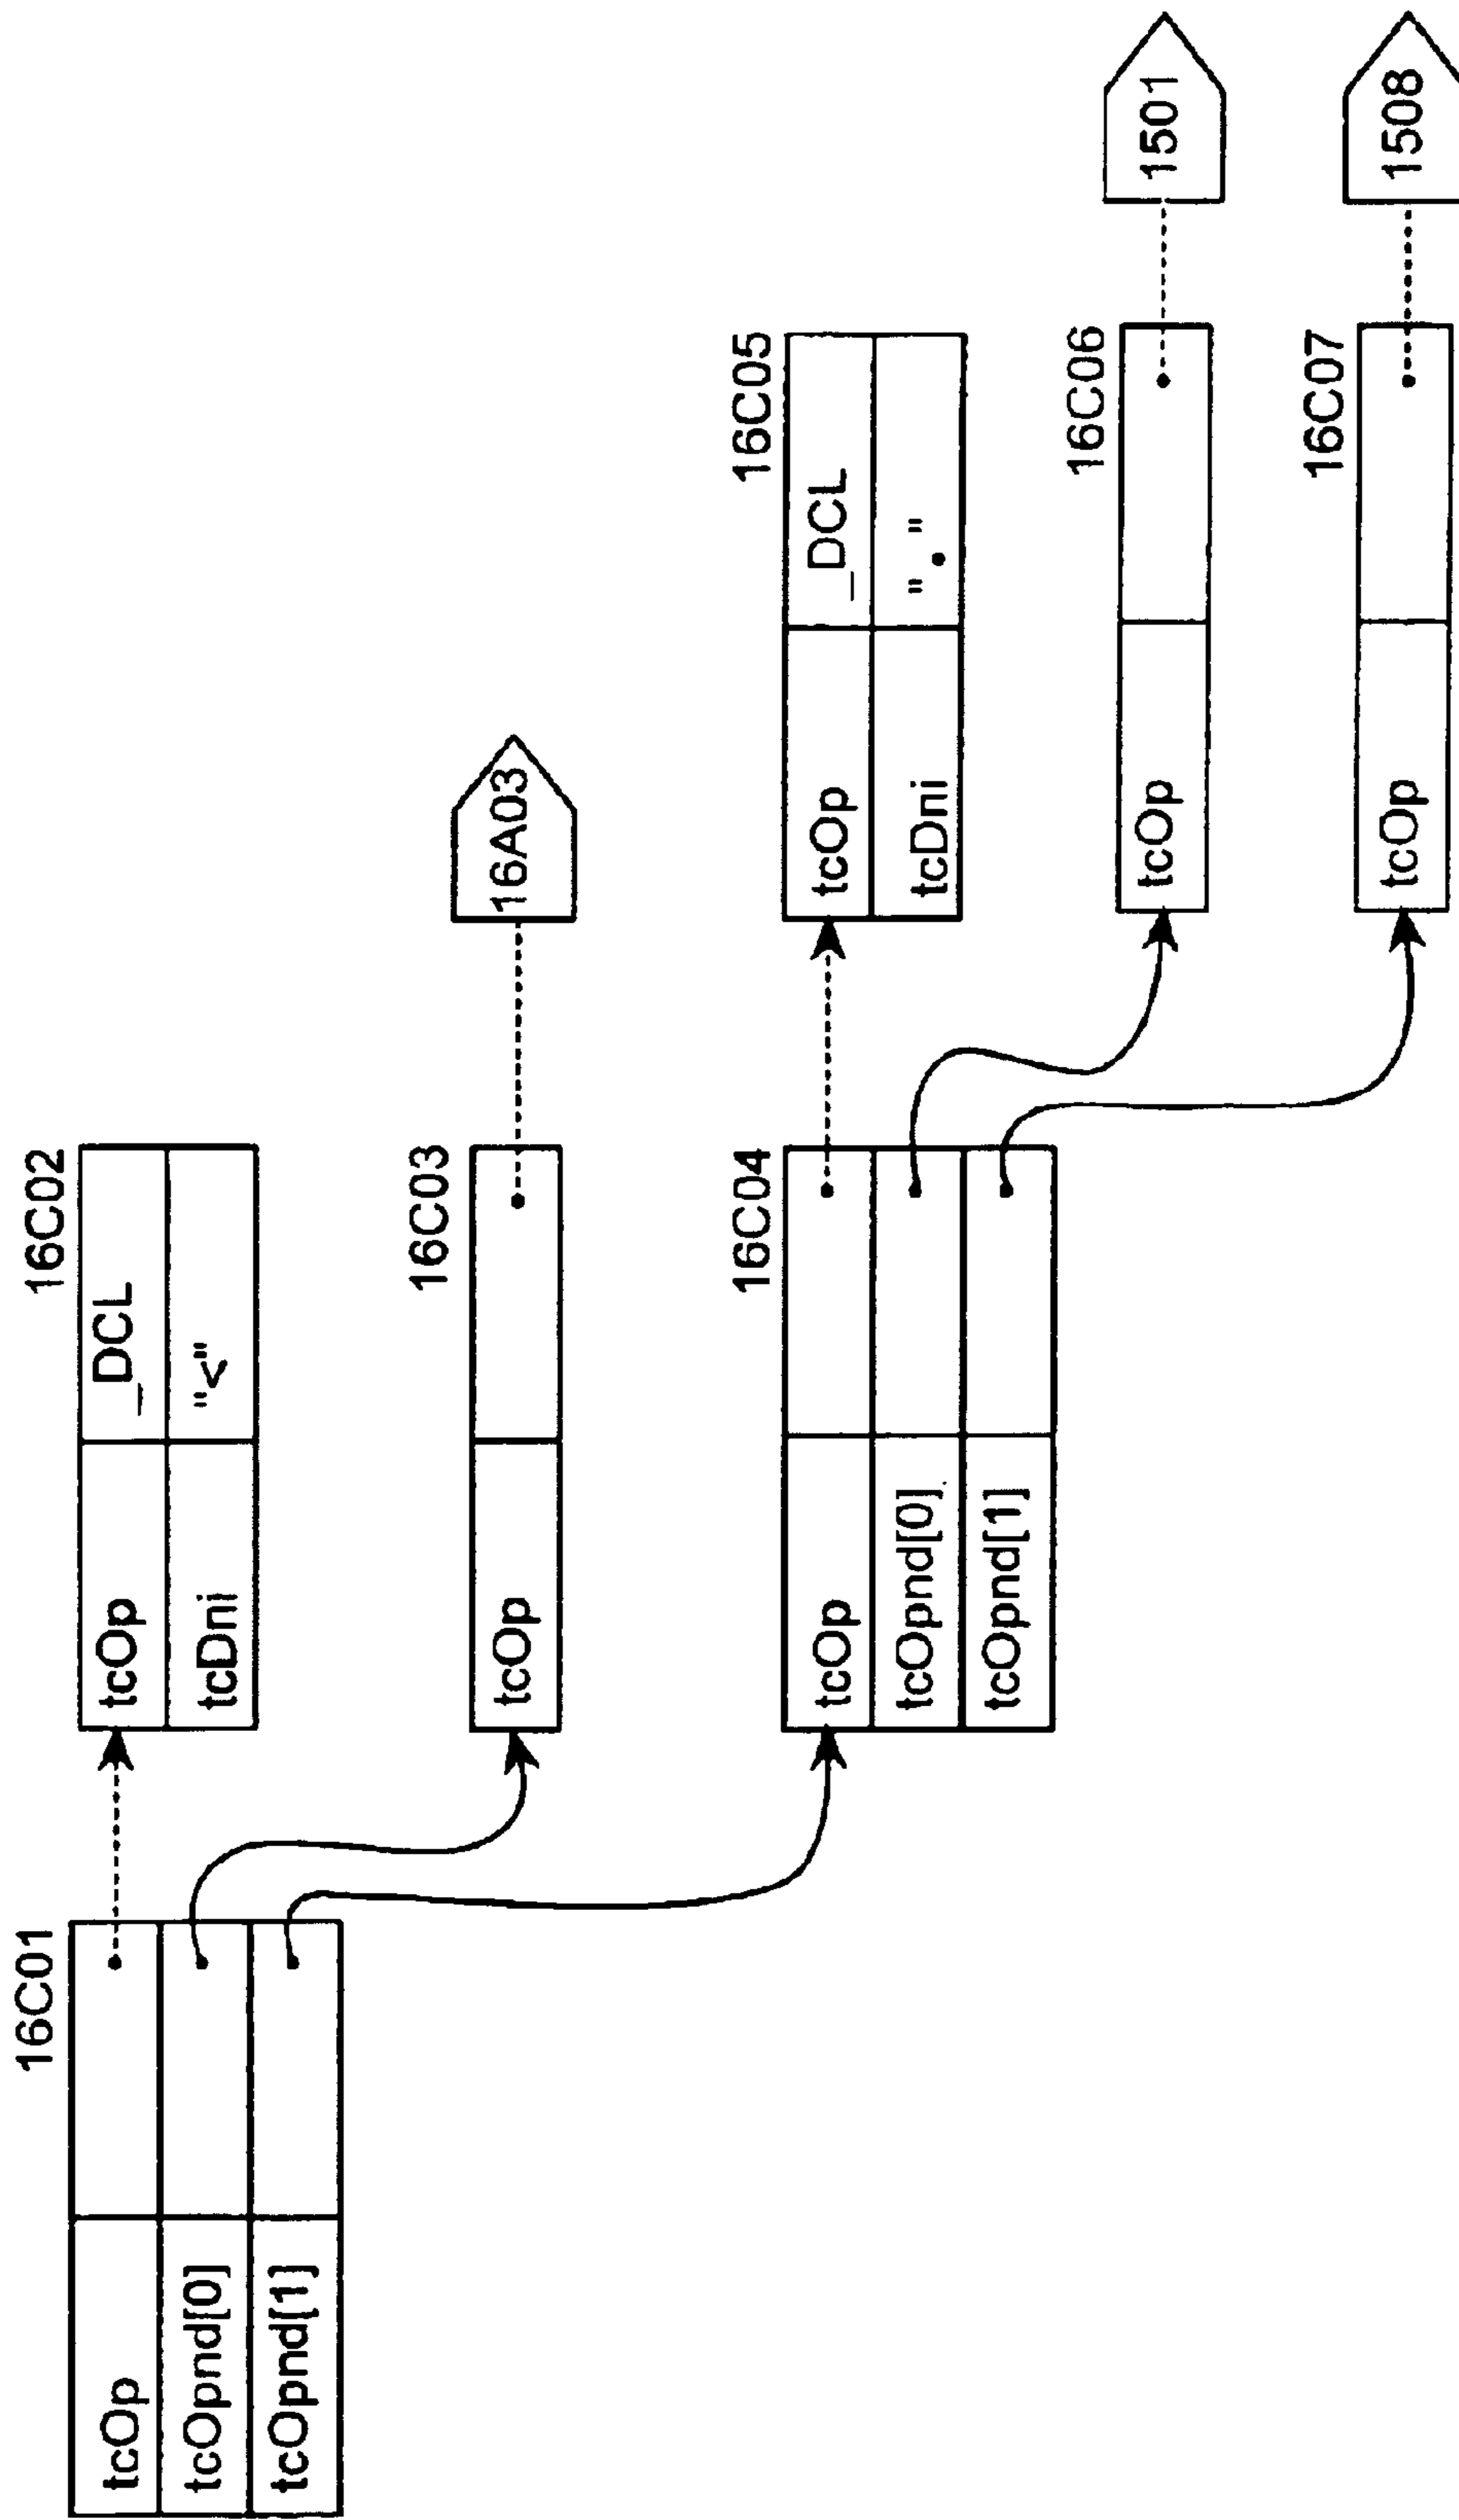 16C01
tcOp
tcOpnd[0]
tcOpnd[1]
16C02
tcOp _DCL
tcDni "<"
16C03
tcOp
16A03
16C04
tcOp
tcOpnd[0]
tcOpnd[1]
16C05
tcOp _DCL
tcDni "."
16C06
tcOp
1501
16C07
tcOp
1508